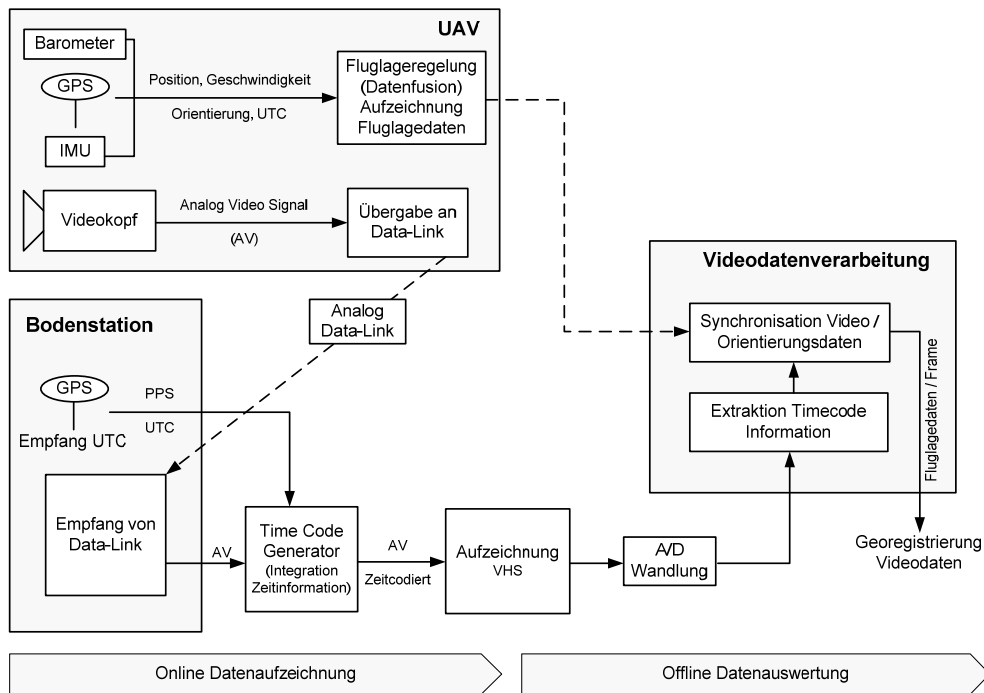 UAV
Barometer
GPS
IMU
Position, Geschwindigkeit
Orientierung, UTC
Fluglageregelung
(Datenfusion)
Aufzeichnung
Fluglagedaten
Videokopf
Analog Video Signal
(AV)
Übergabe an
Data-Link
Analog
Data-Link
Bodenstation
GPS
Empfang UTC
PPS
UTC
Empfang von
Data-Link
AV
Time Code
Generator
(Integration
Zeitinformation)
AV
Zeitcodiert
Aufzeichnung
VHS
A/D
Wandlung
Videodatenverarbeitung
Synchronisation Video /
Orientierungsdaten
Extraktion Timecode
Information
Fluglagedaten / Frame
Georegistrierung
Videodaten
Online Datenaufzeichnung
Offline Datenauswertung